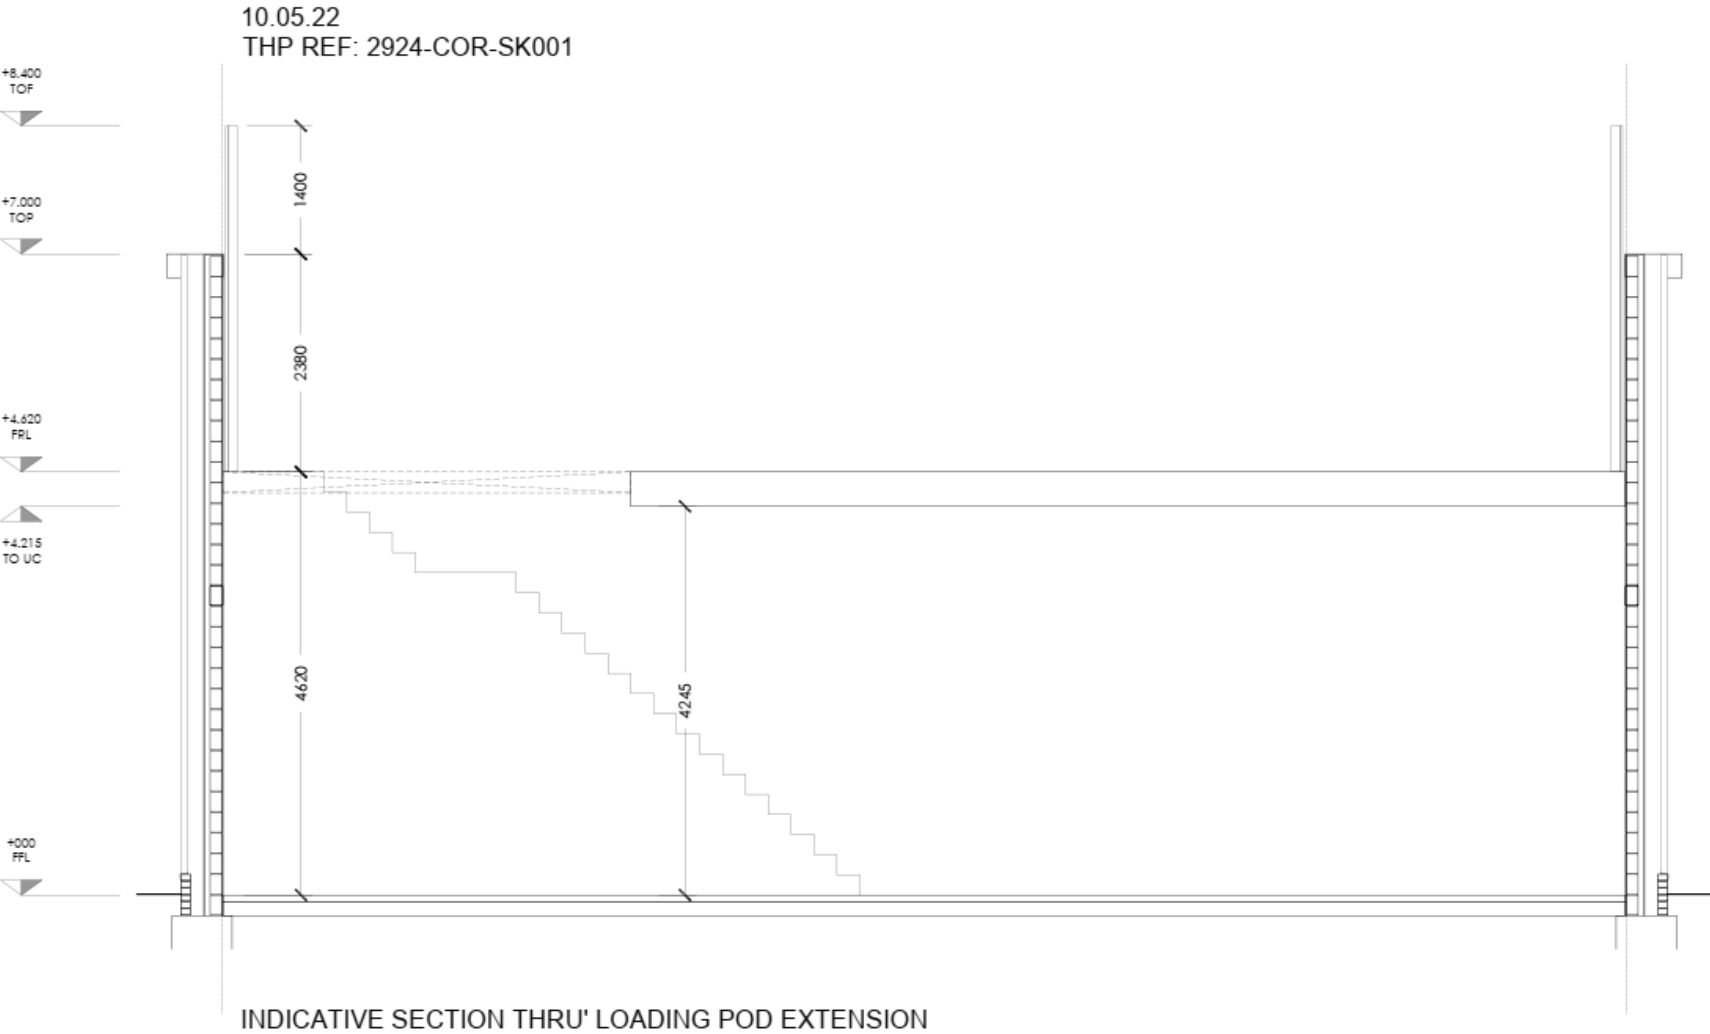 10.05.22
THP REF: 2924-COR-SK001
+8.400
TOF
1400
+7.000
TOP
2380
+4.620
FRL
+4.215
TO UC
4620
4245
+000
FFL
INDICATIVE SECTION THRU' LOADING POD EXTENSION